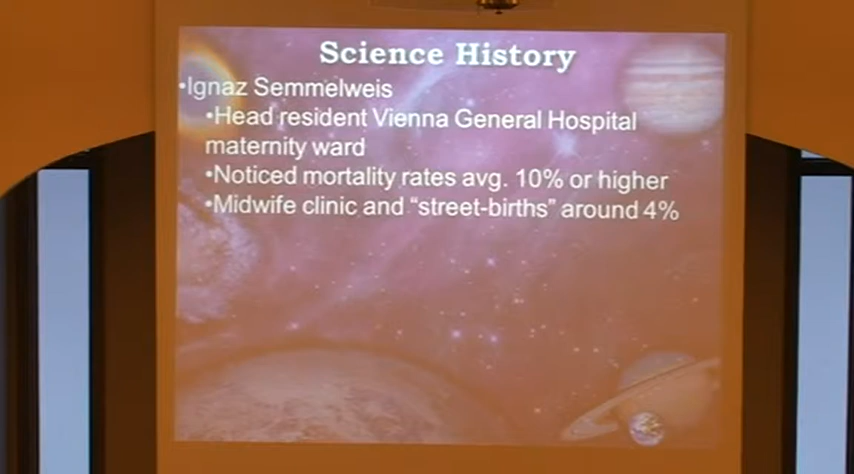 Science History
•Ignaz Semmelweis
•Head resident Vienna General Hospital
maternity ward
•Noticed mortality rates avg. 10% or higher
•Midwife clinic and “street-births” around 4%